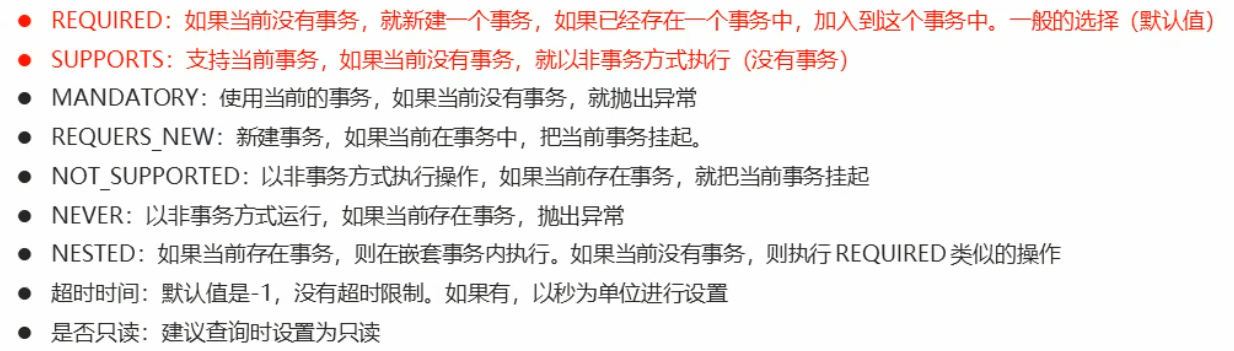 ● REQUIRED：如果当前没有事务，就新建一个事务，如果已经存在一个事务中，加入到这个事务中。一般的选择（默认值）
● SUPPORTS：支持当前事务，如果当前没有事务，就以非事务方式执行（没有事务）
● MANDATORY：使用当前的事务，如果当前没有事务，就抛出异常
● REQUERS_NEW：新建事务，如果当前在事务中，把当前事务挂起。
● NOT_SUPPORTED：以非事务方式执行操作，如果当前存在事务，就把当前事务挂起
● NEVER：以非事务方式运行，如果当前存在事务，抛出异常
● NESTED：如果当前存在事务，则在嵌套事务内执行。如果当前没有事务，则执行 REQUIRED 类似的操作
● 超时时间：默认值是-1，没有超时限制。如果有，以秒为单位进行设置
● 是否只读：建议查询时设置为只读